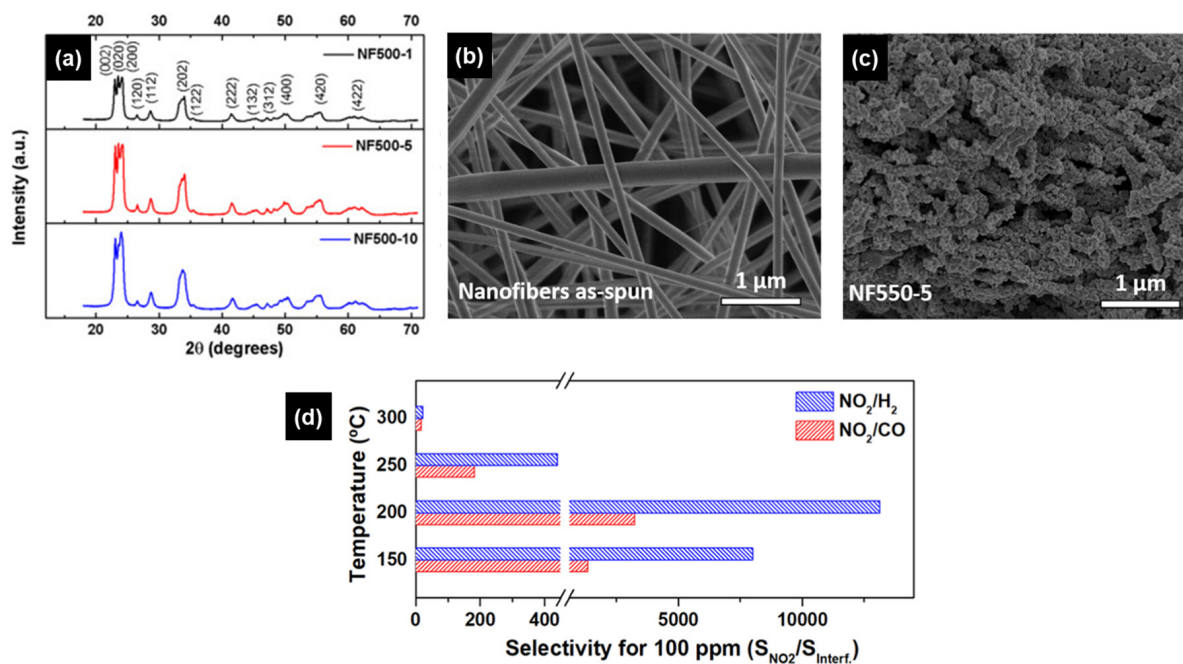 (a)
20 30 40 50 60 70
NF500-1
(002)
(020)
(200)
(120)
(112)
(202)
(122)
(222)
(132)
(312)
(400)
(420)
(422)
NF500-5
NF500-10
Intensity (a.u.)
20 30 40 50 60 70
2θ (degrees)
(b)
Nanofibers as-spun
1 µm
(c)
NF550-5
1 µm
(d)
NO2/H2
NO2/CO
Temperature (ºC)
300
250
200
150
0 200 400 5000 10000
Selectivity for 100 ppm (SNO2/SInterf.)